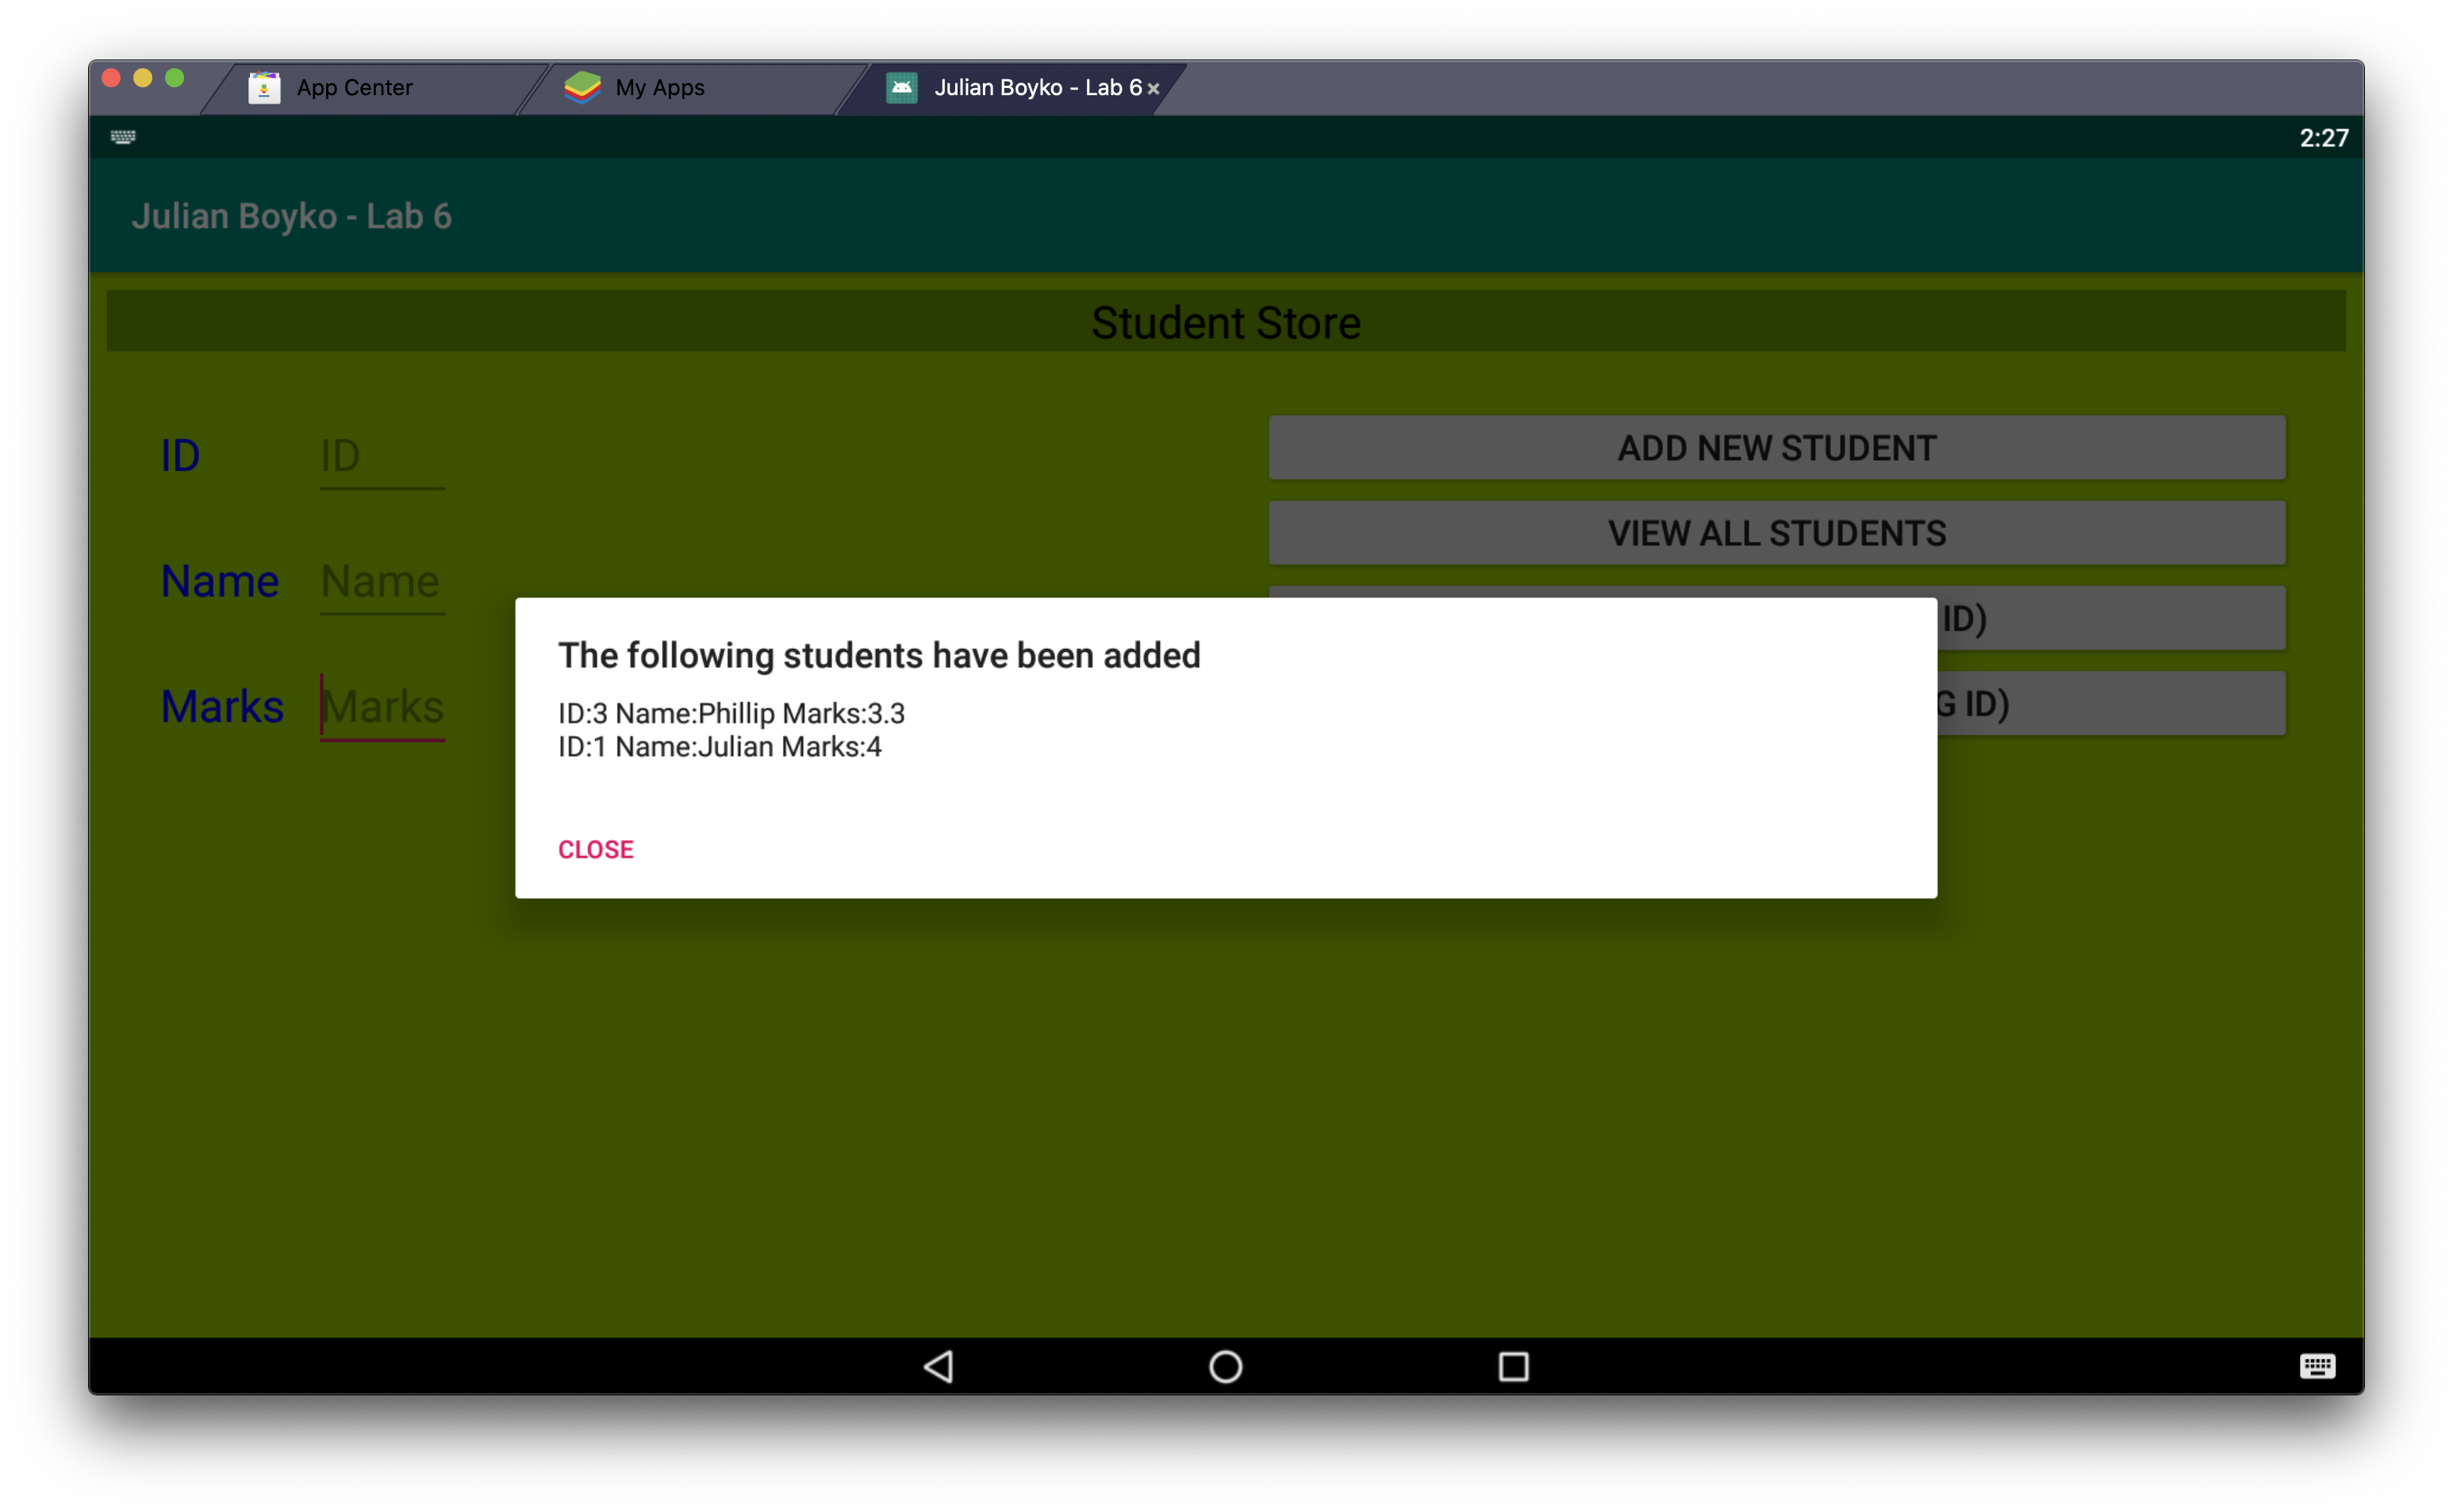 App Center
My Apps
Julian Boyko - Lab 6
2:27
Julian Boyko - Lab 6
Student Store
ID
ID
ADD NEW STUDENT
VIEW ALL STUDENTS
Name
Name
ID)
The following students have been added
Marks
Marks
G ID)
ID:3 Name:Phillip Marks:3.3
ID:1 Name:Julian Marks:4
CLOSE